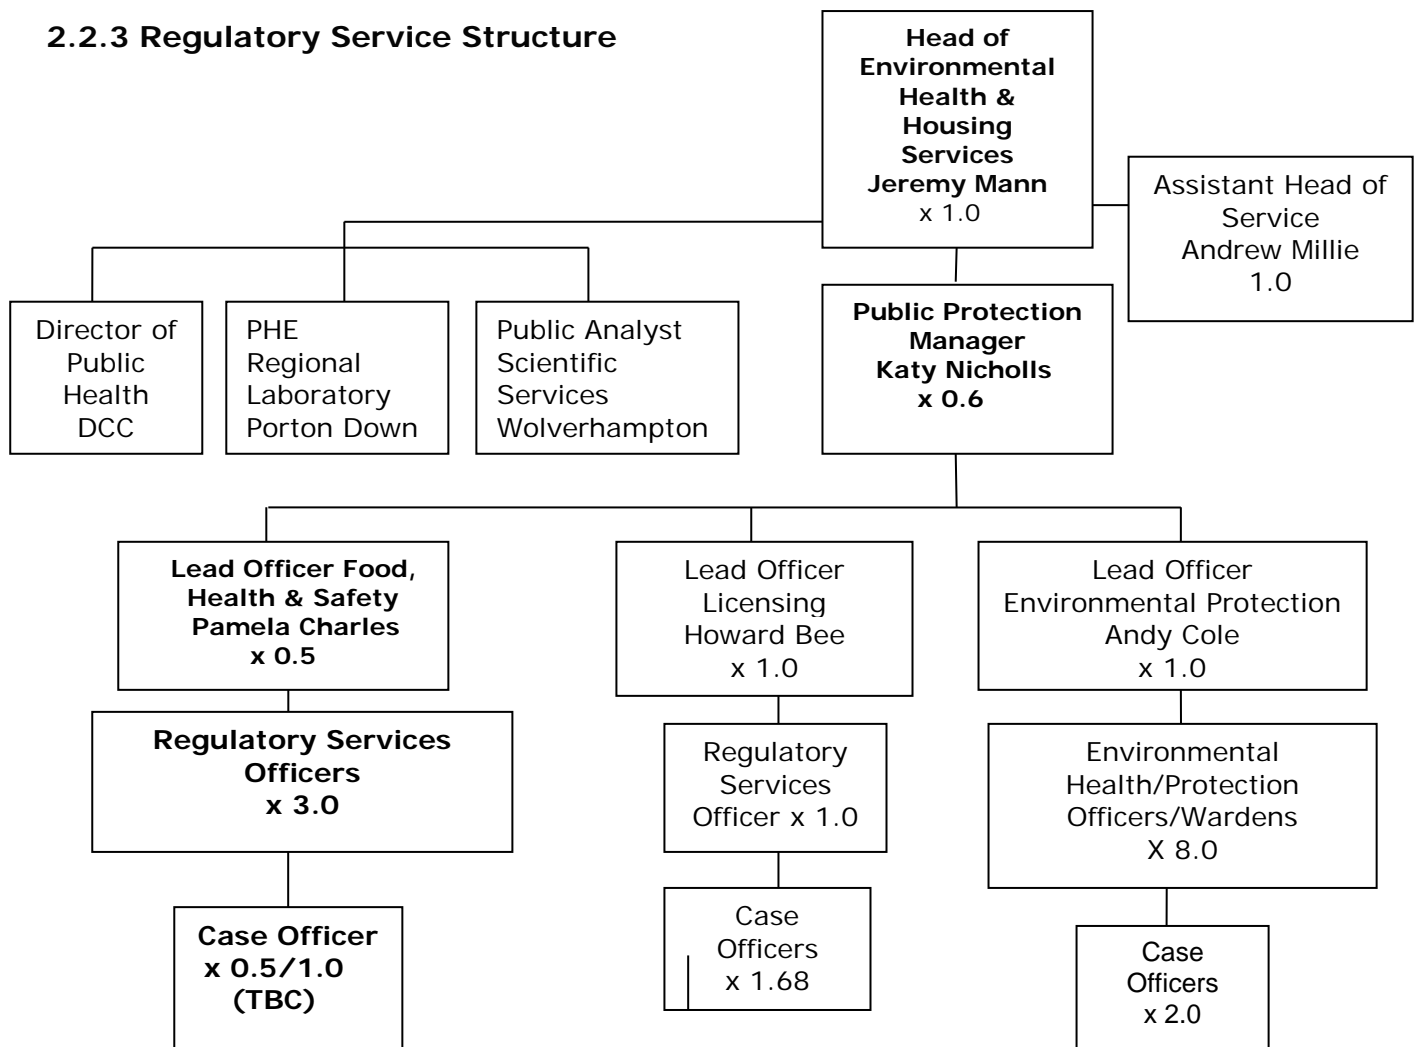 2.2.3 Regulatory Service Structure
Head of
Environmental
Health &
Housing
Services
Jeremy Mann
x 1.0
Assistant Head of
Service
Andrew Millie
1.0
Director of
Public
Health
DCC
PHE
Regional
Laboratory
Porton Down
Public Analyst
Scientific
Services
Wolverhampton
Public Protection
Manager
Katy Nicholls
x 0.6
Lead Officer Food,
Health & Safety
Pamela Charles
x 0.5
Lead Officer
Licensing
Howard Bee
x 1.0
Lead Officer
Environmental Protection
Andy Cole
x 1.0
Regulatory Services
Officers
x 3.0
Regulatory
Services
Officer x 1.0
Environmental
Health/Protection
Officers/Wardens
X 8.0
Case Officer
x 0.5/1.0
(TBC)
Case
Officers
x 1.68
Case
Officers
x 2.0